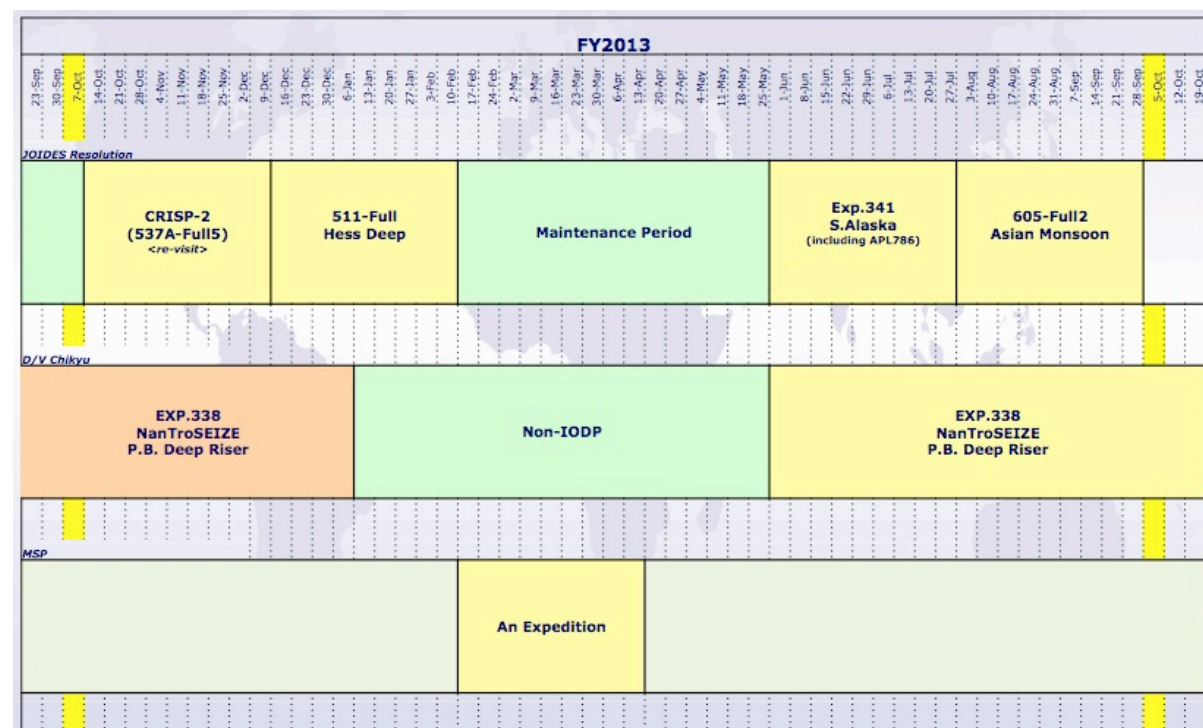 FY2013
23-Sep
30-Sep
7-Oct
14-Oct
21-Oct
28-Oct
4-Nov
11-Nov
18-Nov
25-Nov
2-Dec
9-Dec
16-Dec
23-Dec
30-Dec
6-Jan
13-Jan
20-Jan
27-Jan
3-Feb
10-Feb
17-Feb
24-Feb
2-Mar
9-Mar
16-Mar
23-Mar
30-Mar
6-Apr
13-Apr
20-Apr
27-Apr
4-May
11-May
18-May
25-May
1-Jun
8-Jun
15-Jun
22-Jun
29-Jun
6-Jul
13-Jul
20-Jul
27-Jul
3-Aug
10-Aug
17-Aug
24-Aug
31-Aug
7-Sep
14-Sep
21-Sep
28-Sep
5-Oct
12-Oct
9-Oct
JOIDES Resolution
CRISP-2
(537A-Full5)
<re-visit>
511-Full
Hess Deep
Maintenance Period
Exp.341
S.Alaska
(including APL786)
605-Full2
Asian Monsoon
D/V Chikyu
EXP.338
NanTroSEIZE
P.B. Deep Riser
Non-IODP
EXP.338
NanTroSEIZE
P.B. Deep Riser
MSP
An Expedition